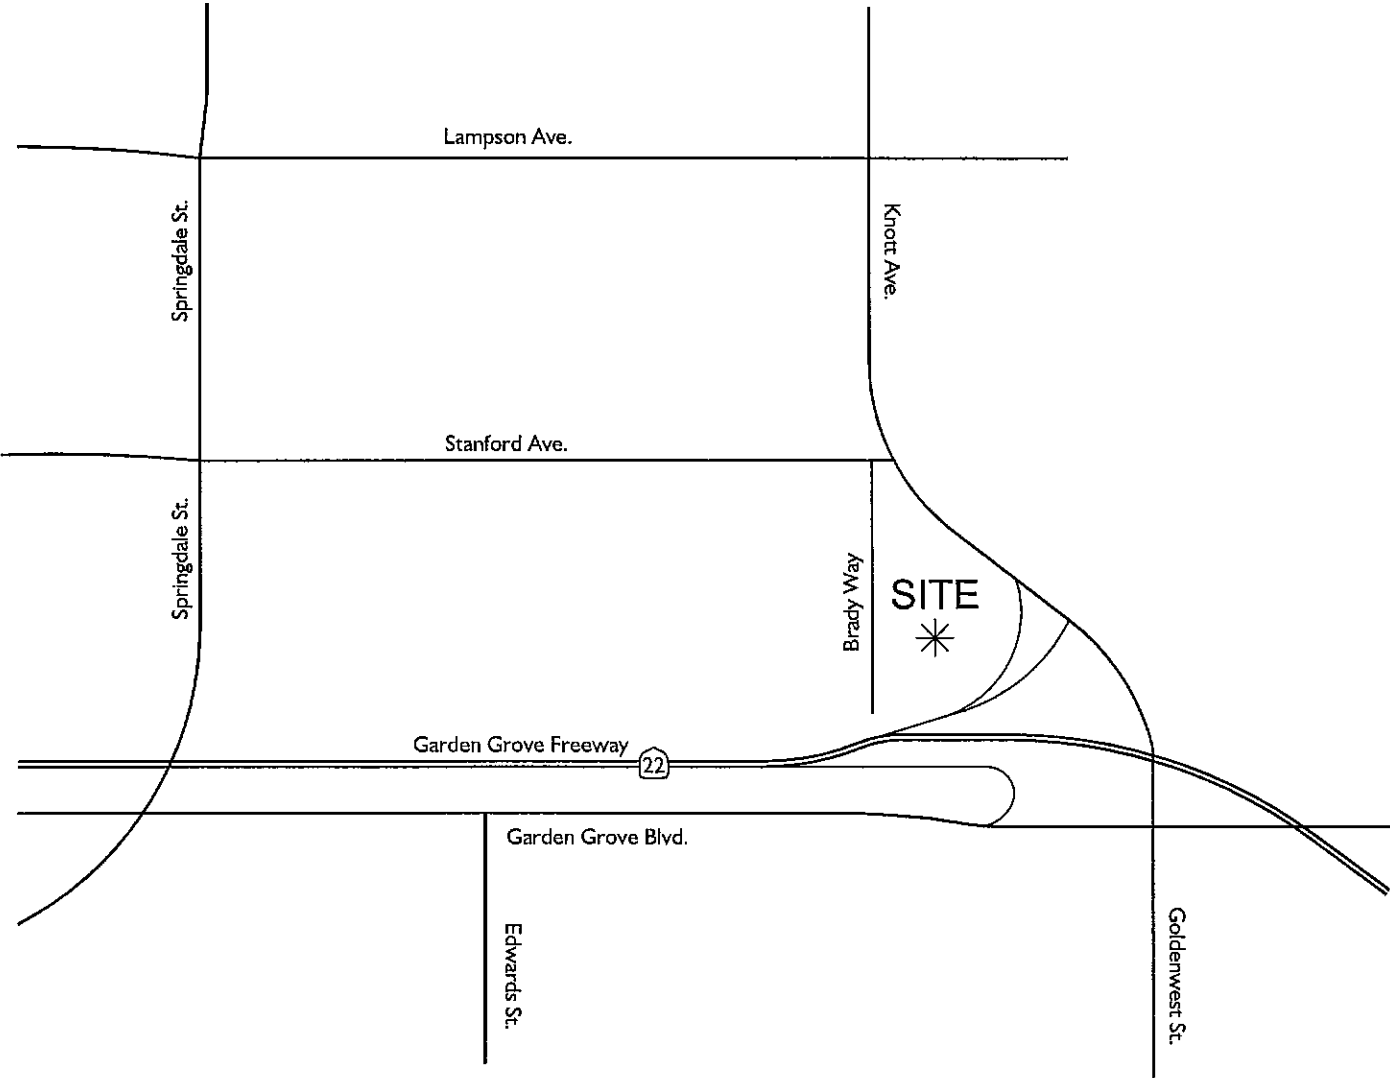 Lampson Ave.
Springdale St.
Knott Ave.
Stanford Ave.
Springdale St.
Brady Way
SITE
Garden Grove Freeway
22
Garden Grove Blvd.
Edwards St.
Goldenwest St.